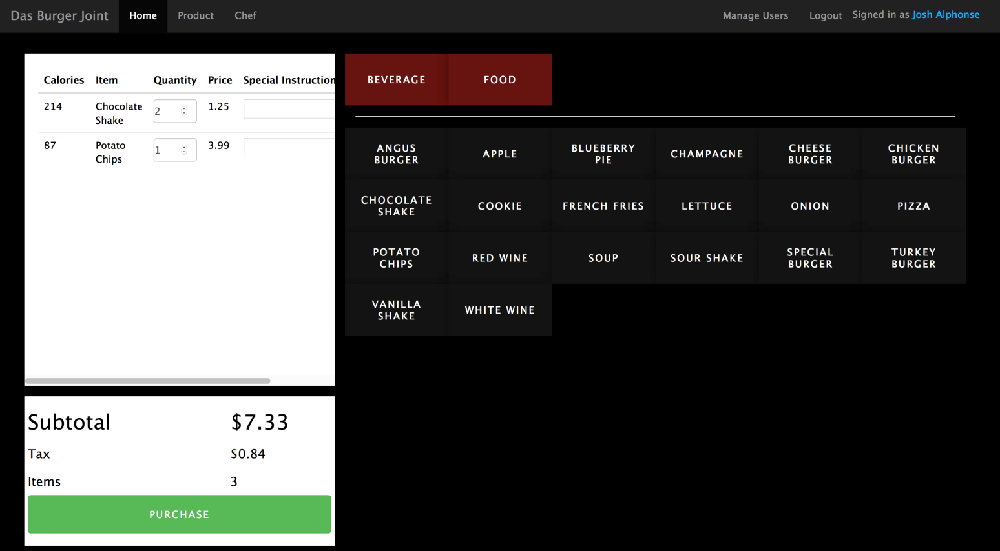 Das Burger Joint Home Product Chef Manage Users Logout Signed in as Josh Alphonse
Calories Item Quantity Price Special Instruction
214 Chocolate Shake 2 1.25
87 Potato Chips 1 3.99
Subtotal $7.33
Tax $0.84
Items 3
PURCHASE
BEVERAGE FOOD
ANGUS BURGER APPLE BLUEBERRY PIE CHAMPAGNE CHEESE BURGER CHICKEN BURGER
CHOCOLATE SHAKE COOKIE FRENCH FRIES LETTUCE ONION PIZZA
POTATO CHIPS RED WINE SOUP SOUR SHAKE SPECIAL BURGER TURKEY BURGER
VANILLA SHAKE WHITE WINE